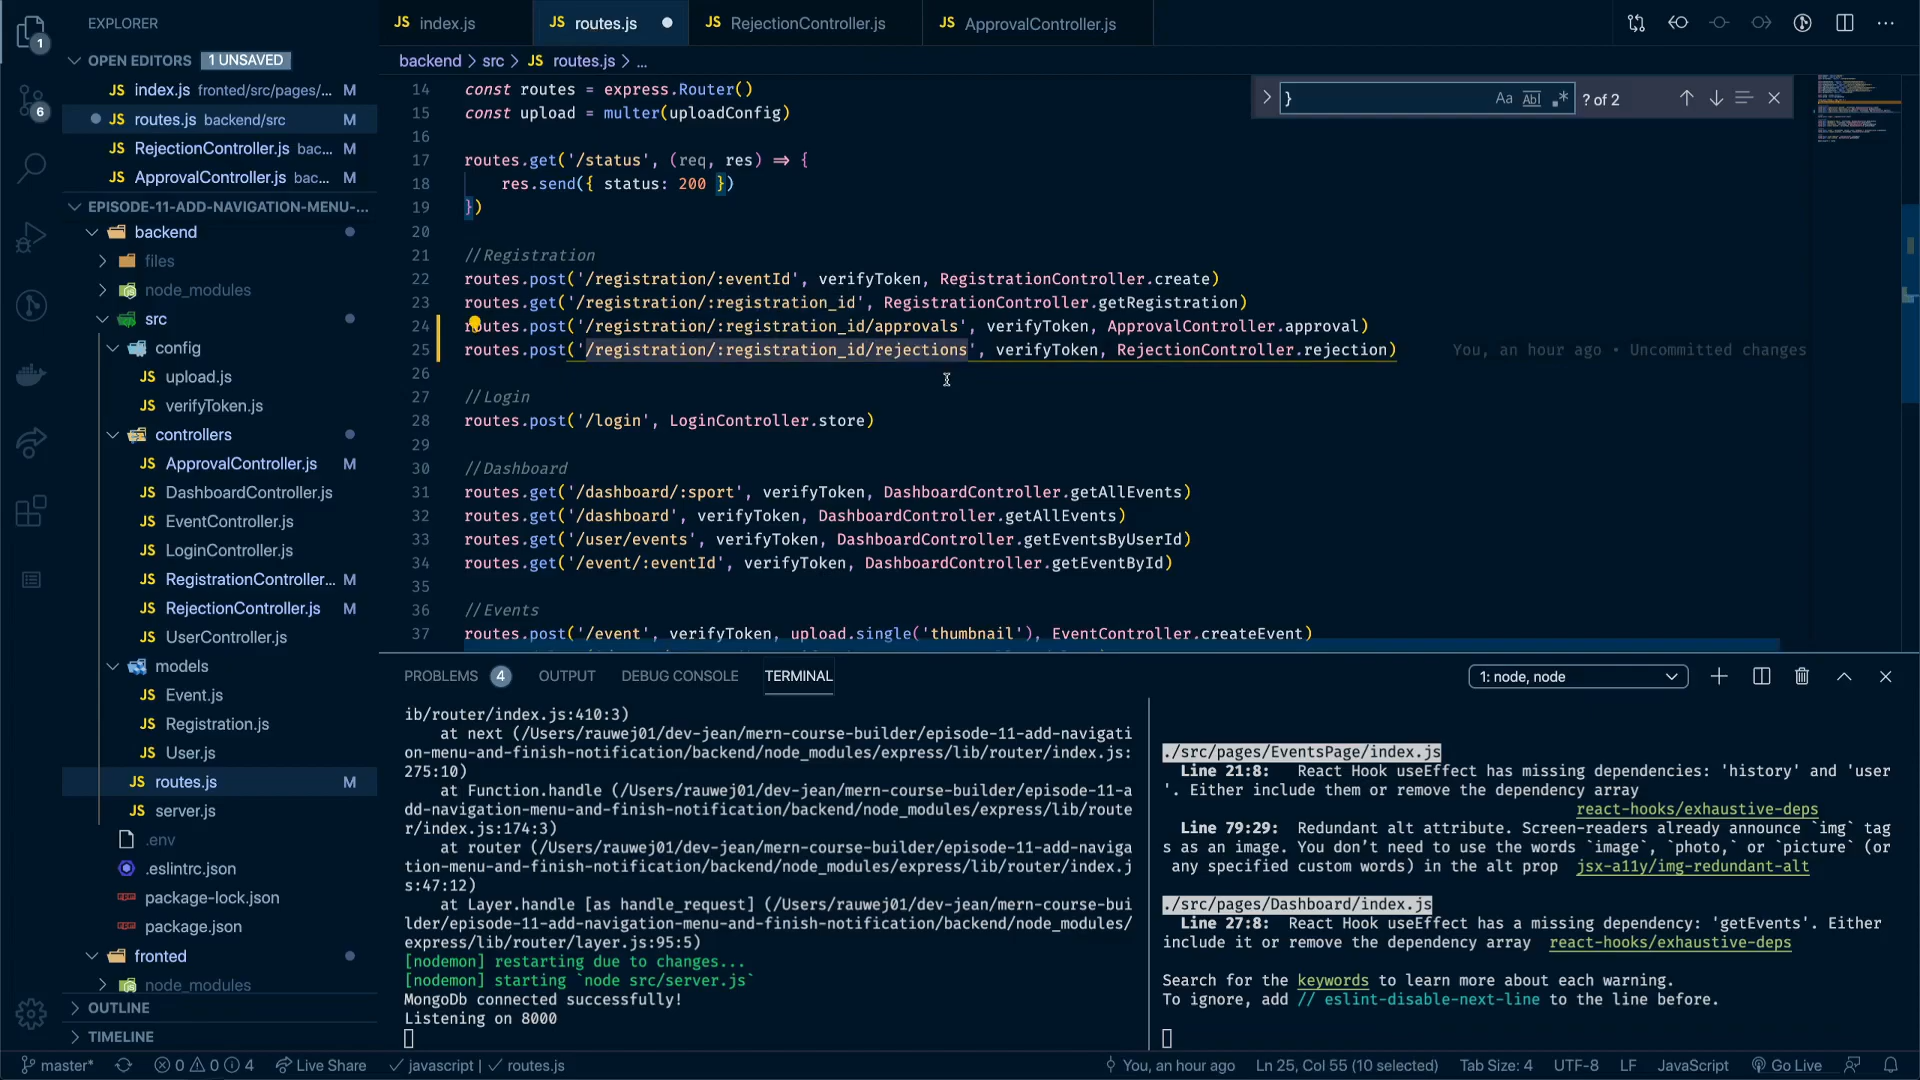 EXPLORER
OPEN EDITORS 1 UNSAVED
JS index.js fronted/src/pages/... M
JS routes.js backend/src M
JS RejectionController.js bac... M
JS ApprovalController.js bac... M
EPISODE-11-ADD-NAVIGATION-MENU-...
backend
files
node_modules
src
config
JS upload.js
JS verifyToken.js
controllers
JS ApprovalController.js M
JS DashboardController.js
JS EventController.js
JS LoginController.js
JS RegistrationController... M
JS RejectionController.js M
JS UserController.js
models
JS Event.js
JS Registration.js
JS User.js
JS routes.js M
JS server.js
.env
.eslintrc.json
package-lock.json
package.json
fronted
node_modules
OUTLINE
TIMELINE
1
6
JS index.js
JS routes.js
JS RejectionController.js
JS ApprovalController.js
backend > src > JS routes.js > ...
} Aa Abl .* ? of 2
14 const routes = express.Router()
15 const upload = multer(uploadConfig)
16
17 routes.get('/status', (req, res) => {
18 res.send({ status: 200 })
19 })
20
21 //Registration
22 routes.post('/registration/:eventId', verifyToken, RegistrationController.create)
23 routes.get('/registration/:registration_id', RegistrationController.getRegistration)
24 routes.post('/registration/:registration_id/approvals', verifyToken, ApprovalController.approval)
25 routes.post('/registration/:registration_id/rejections', verifyToken, RejectionController.rejection) You, an hour ago • Uncommitted changes
26
27 //Login
28 routes.post('/login', LoginController.store)
29
30 //Dashboard
31 routes.get('/dashboard/:sport', verifyToken, DashboardController.getAllEvents)
32 routes.get('/dashboard', verifyToken, DashboardController.getAllEvents)
33 routes.get('/user/events', verifyToken, DashboardController.getEventsByUserId)
34 routes.get('/event/:eventId', verifyToken, DashboardController.getEventById)
35
36 //Events
37 routes.post('/event', verifyToken, upload.single('thumbnail'), EventController.createEvent)
PROBLEMS 4 OUTPUT DEBUG CONSOLE TERMINAL
1: node, node
ib/router/index.js:410:3)
at next (/Users/rauwej01/dev-jean/mern-course-builder/episode-11-add-navigati
on-menu-and-finish-notification/backend/node_modules/express/lib/router/index.js:
275:10)
at Function.handle (/Users/rauwej01/dev-jean/mern-course-builder/episode-11-a
dd-navigation-menu-and-finish-notification/backend/node_modules/express/lib/route
r/index.js:174:3)
at router (/Users/rauwej01/dev-jean/mern-course-builder/episode-11-add-naviga
tion-menu-and-finish-notification/backend/node_modules/express/lib/router/index.j
s:47:12)
at Layer.handle [as handle_request] (/Users/rauwej01/dev-jean/mern-course-bui
lder/episode-11-add-navigation-menu-and-finish-notification/backend/node_modules/
express/lib/router/layer.js:95:5)
[nodemon] restarting due to changes...
[nodemon] starting `node src/server.js`
MongoDb connected successfully!
Listening on 8000
./src/pages/EventsPage/index.js
Line 21:8: React Hook useEffect has missing dependencies: 'history' and 'user
'. Either include them or remove the dependency array
react-hooks/exhaustive-deps
Line 79:29: Redundant alt attribute. Screen-readers already announce `img` tag
s as an image. You don't need to use the words `image`, `photo,` or `picture` (or
any specified custom words) in the alt prop jsx-a11y/img-redundant-alt
./src/pages/Dashboard/index.js
Line 27:8: React Hook useEffect has a missing dependency: 'getEvents'. Either
include it or remove the dependency array react-hooks/exhaustive-deps
Search for the keywords to learn more about each warning.
To ignore, add // eslint-disable-next-line to the line before.
master* 0 0 4 Live Share javascript | routes.js You, an hour ago Ln 25, Col 55 (10 selected) Tab Size: 4 UTF-8 LF JavaScript Go Live